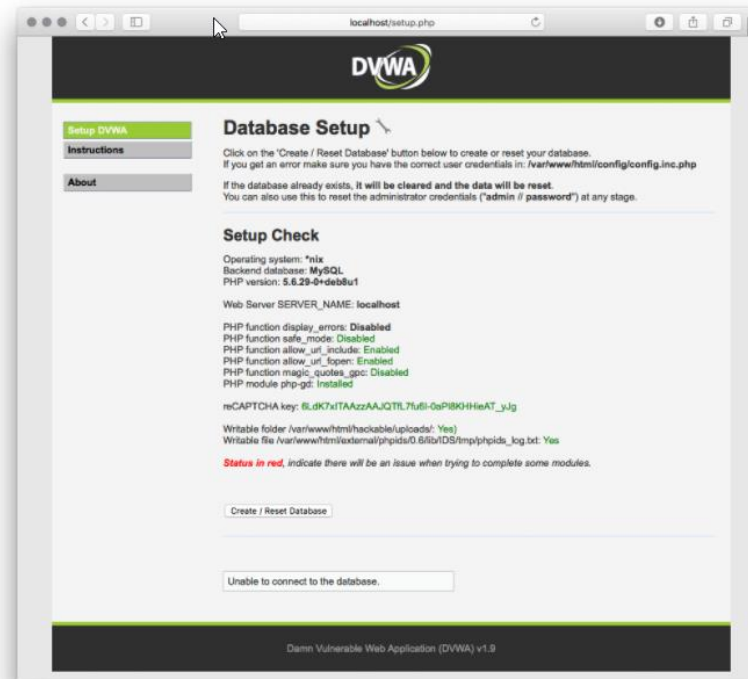 localhost/setup.php
DVWA
Setup DVWA
Instructions
About
Database Setup
Click on the 'Create / Reset Database' button below to create or reset your database.
If you get an error make sure you have the correct user credentials in: /var/www/html/config/config.inc.php
If the database already exists, it will be cleared and the data will be reset.
You can also use this to reset the administrator credentials ("admin // password") at any stage.
Setup Check
Operating system: *nix
Backend database: MySQL
PHP version: 5.6.29-0+deb8u1
Web Server SERVER_NAME: localhost
PHP function display_errors: Disabled
PHP function safe_mode: Disabled
PHP function allow_url_include: Enabled
PHP function allow_url_fopen: Enabled
PHP function magic_quotes_gpc: Disabled
PHP module php-gd: Installed
reCAPTCHA key:
Writable folder /var/www/html/hackable/uploads/: Yes)
Writable file /var/www/html/external/phpids/0.6/lib/IDS/tmp/phpids_log.txt: Yes
Status in red, indicate there will be an issue when trying to complete some modules.
Create / Reset Database
Unable to connect to the database.
Damn Vulnerable Web Application (DVWA) v1.9